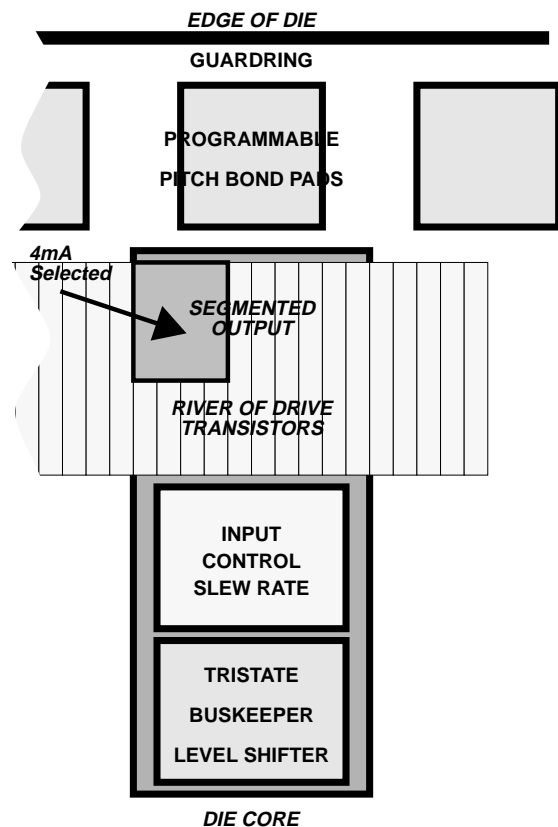 EDGE OF DIE
GUARDRING
PROGRAMMABLE
PITCH BOND PADS
4mA
Selected
SEGMENTED
OUTPUT
RIVER OF DRIVE
TRANSISTORS
INPUT
CONTROL
SLEW RATE
TRISTATE
BUSKEEPER
LEVEL SHIFTER
DIE CORE